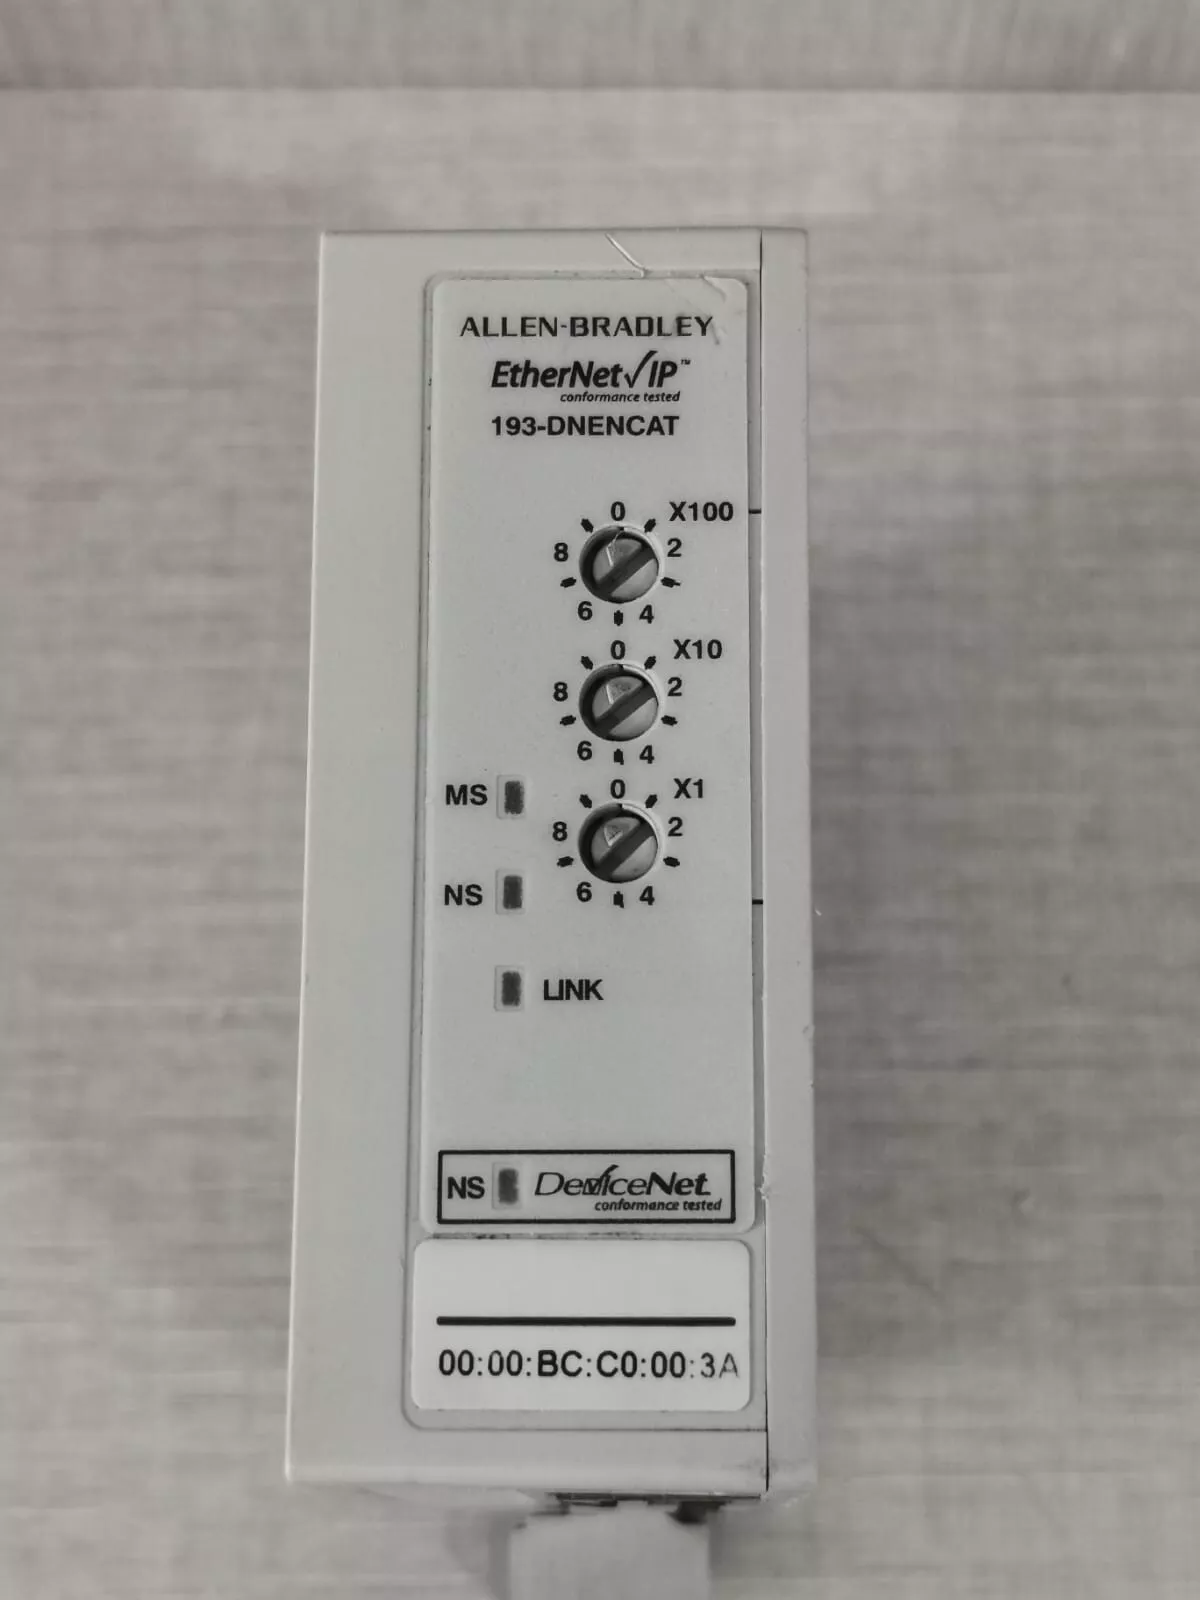 ALLEN-BRADLEY
EtherNet/IP™
conformance tested
193-DNENCAT
0 X100
8 2
6 4
0 X10
8 2
6 4
MS
0 X1
8 2
NS
6 4
LINK
NS DeviceNet
conformance tested
00:00:BC:C0:00:3A